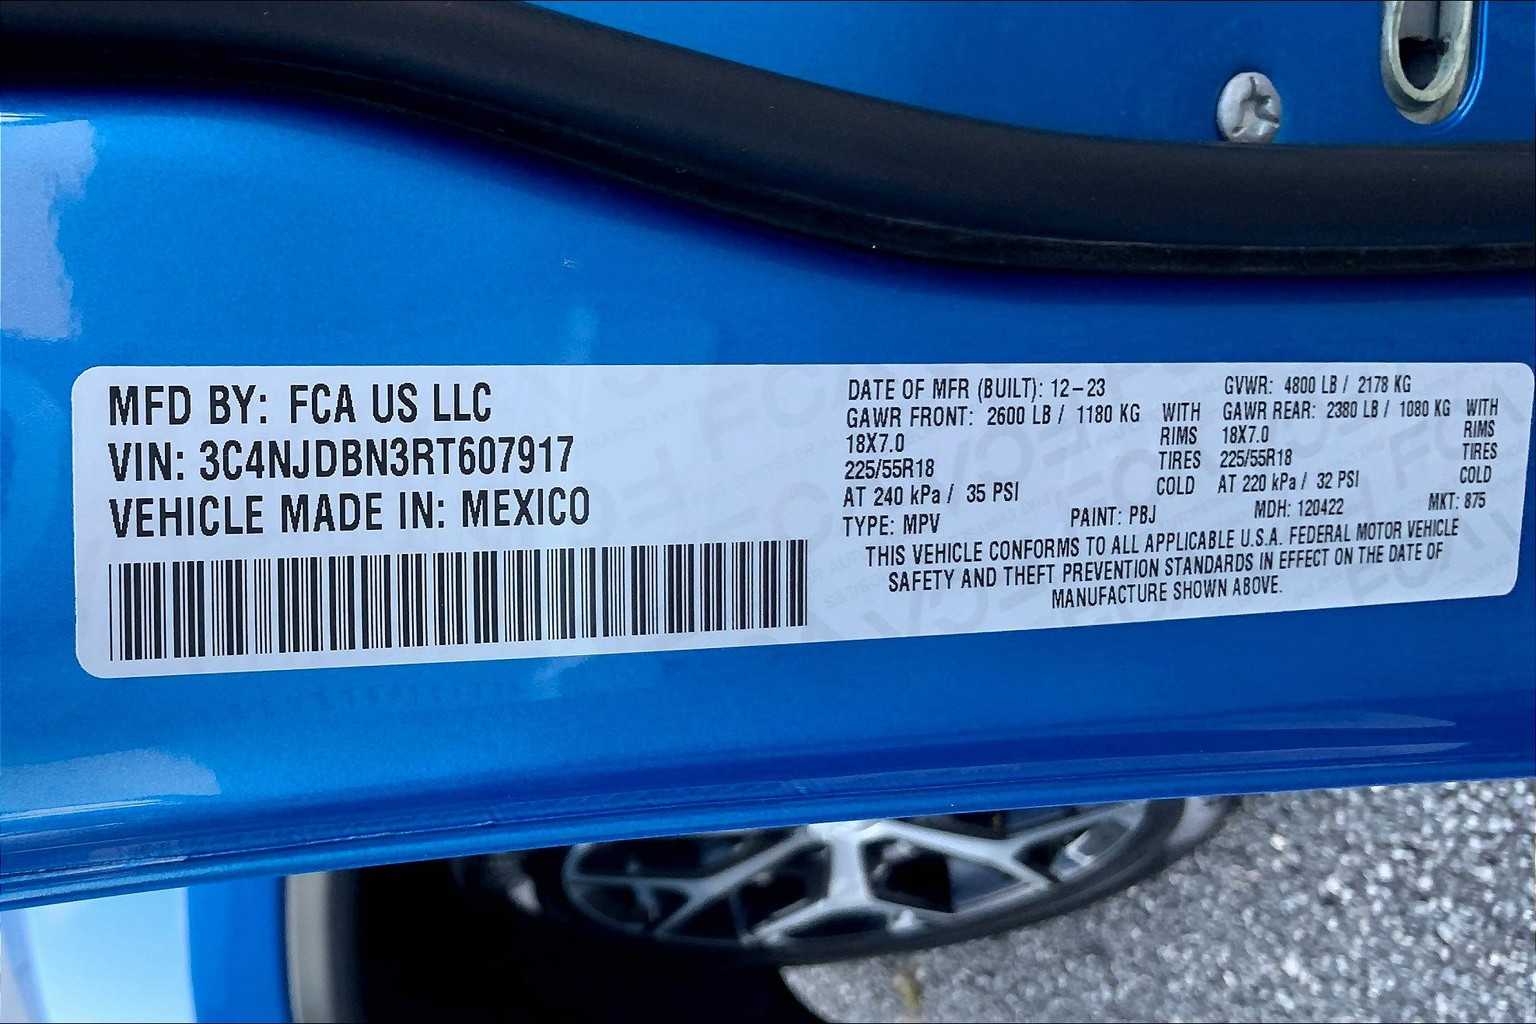 MFD BY: FCA US LLC
VIN: 3C4NJDBN3RT607917
VEHICLE MADE IN: MEXICO
DATE OF MFR (BUILT): 12-23 GVWR: 4800 LB / 2178 KG
GAWR FRONT: 2600 LB / 1180 KG WITH GAWR REAR: 2380 LB / 1080 KG WITH
18X7.0 RIMS 18X7.0 RIMS
225/55R18 TIRES 225/55R18 TIRES
AT 240 kPa / 35 PSI COLD AT 220 kPa / 32 PSI COLD
TYPE: MPV PAINT: PBJ MDH: 120422 MKT: 875
THIS VEHICLE CONFORMS TO ALL APPLICABLE U.S.A. FEDERAL MOTOR VEHICLE
SAFETY AND THEFT PREVENTION STANDARDS IN EFFECT ON THE DATE OF
MANUFACTURE SHOWN ABOVE.